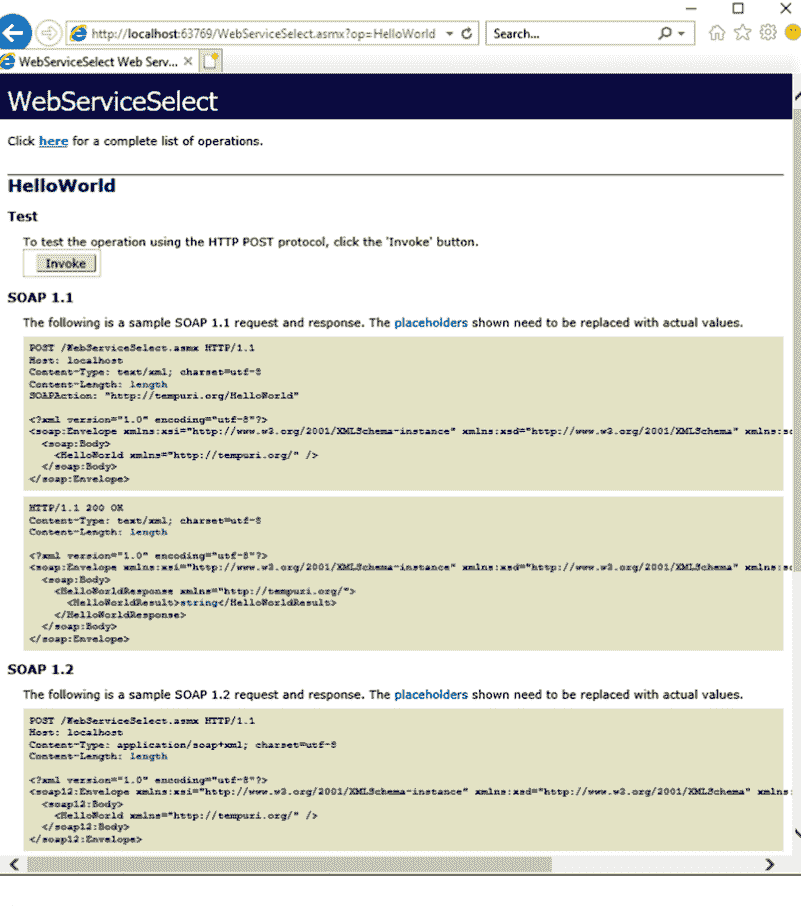 http://localhost:63769/WebServiceSelect.asmx?op=HelloWorld
Search...
WebServiceSelect Web Serv...
WebServiceSelect
Click here for a complete list of operations.
HelloWorld
Test
To test the operation using the HTTP POST protocol, click the 'Invoke' button.
Invoke
SOAP 1.1
The following is a sample SOAP 1.1 request and response. The placeholders shown need to be replaced with actual values.
POST /WebServiceSelect.asmx HTTP/1.1
Host: localhost
Content-Type: text/xml; charset=utf-8
Content-Length: length
SOAPAction: "http://tempuri.org/HelloWorld"
<?xml version="1.0" encoding="utf-8"?>
<soap:Envelope xmlns:xsi="http://www.w3.org/2001/XMLSchema-instance" xmlns:xsd="http://www.w3.org/2001/XMLSchema" xmlns:so
<soap:Body>
<HelloWorld xmlns="http://tempuri.org/" />
</soap:Body>
</soap:Envelope>
HTTP/1.1 200 OK
Content-Type: text/xml; charset=utf-8
Content-Length: length
<?xml version="1.0" encoding="utf-8"?>
<soap:Envelope xmlns:xsi="http://www.w3.org/2001/XMLSchema-instance" xmlns:xsd="http://www.w3.org/2001/XMLSchema" xmlns:so
<soap:Body>
<HelloWorldResponse xmlns="http://tempuri.org/">
<HelloWorldResult>string</HelloWorldResult>
</HelloWorldResponse>
</soap:Body>
</soap:Envelope>
SOAP 1.2
The following is a sample SOAP 1.2 request and response. The placeholders shown need to be replaced with actual values.
POST /WebServiceSelect.asmx HTTP/1.1
Host: localhost
Content-Type: application/soap+xml; charset=utf-8
Content-Length: length
<?xml version="1.0" encoding="utf-8"?>
<soap12:Envelope xmlns:xsi="http://www.w3.org/2001/XMLSchema-instance" xmlns:xsd="http://www.w3.org/2001/XMLSchema" xmlns:
<soap12:Body>
<HelloWorld xmlns="http://tempuri.org/" />
</soap12:Body>
</soap12:Envelope>